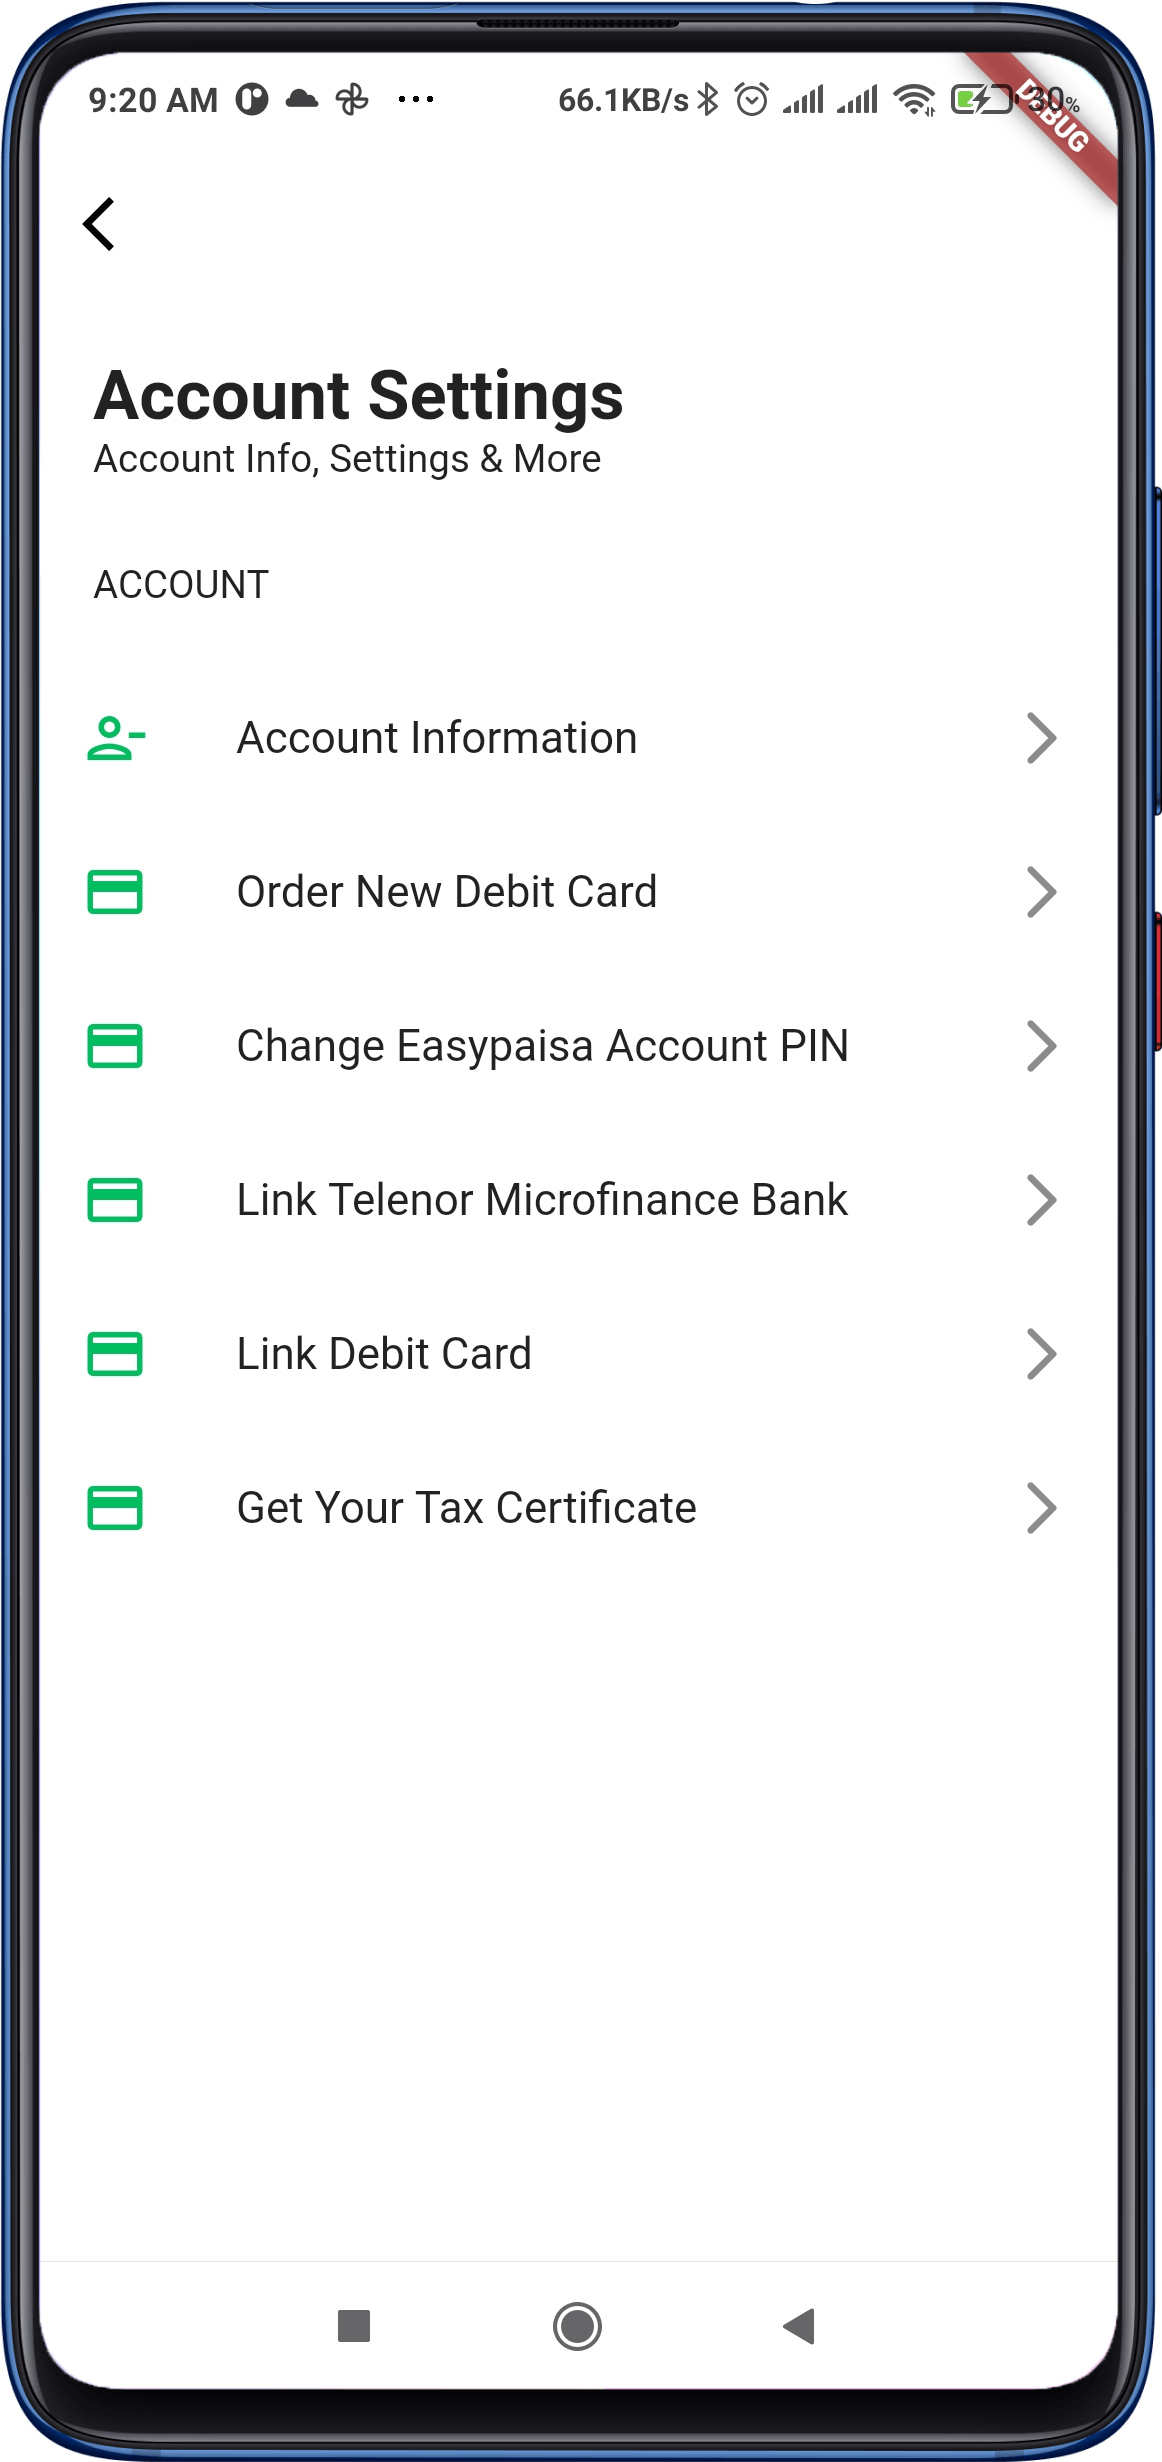 9:20 AM ... 66.1KB/s 30%
DEBUG
Account Settings
Account Info, Settings & More
ACCOUNT
Account Information
Order New Debit Card
Change Easypaisa Account PIN
Link Telenor Microfinance Bank
Link Debit Card
Get Your Tax Certificate